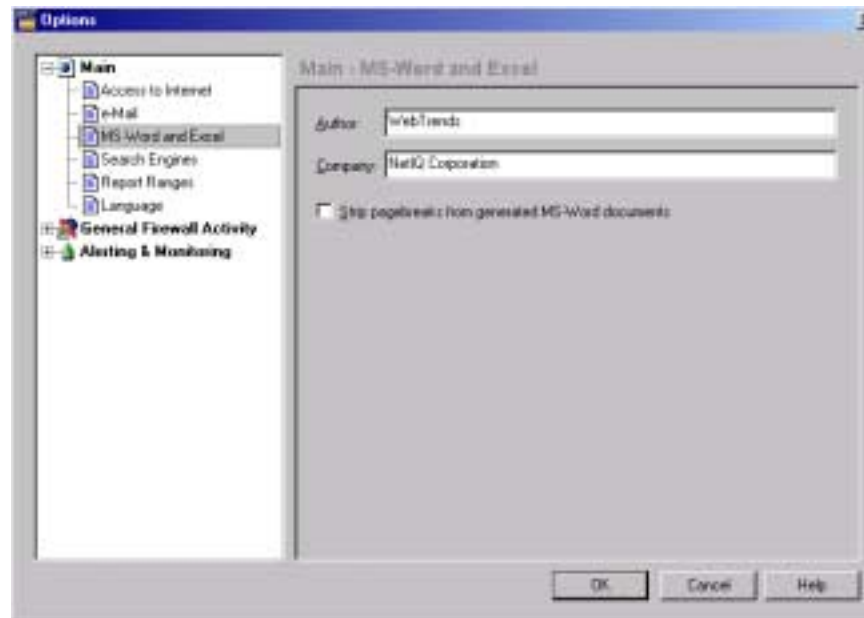 Options
Main
Access to Internet
e-Mail
MS-Word and Excel
Search Engines
Report Ranges
Language
General Firewall Activity
Alerting & Monitoring
Main : MS-Word and Excel
Author: WebTrends
Company: NetIQ Corporation
Strip pagebreaks from generated MS-Word documents
OK
Cancel
Help